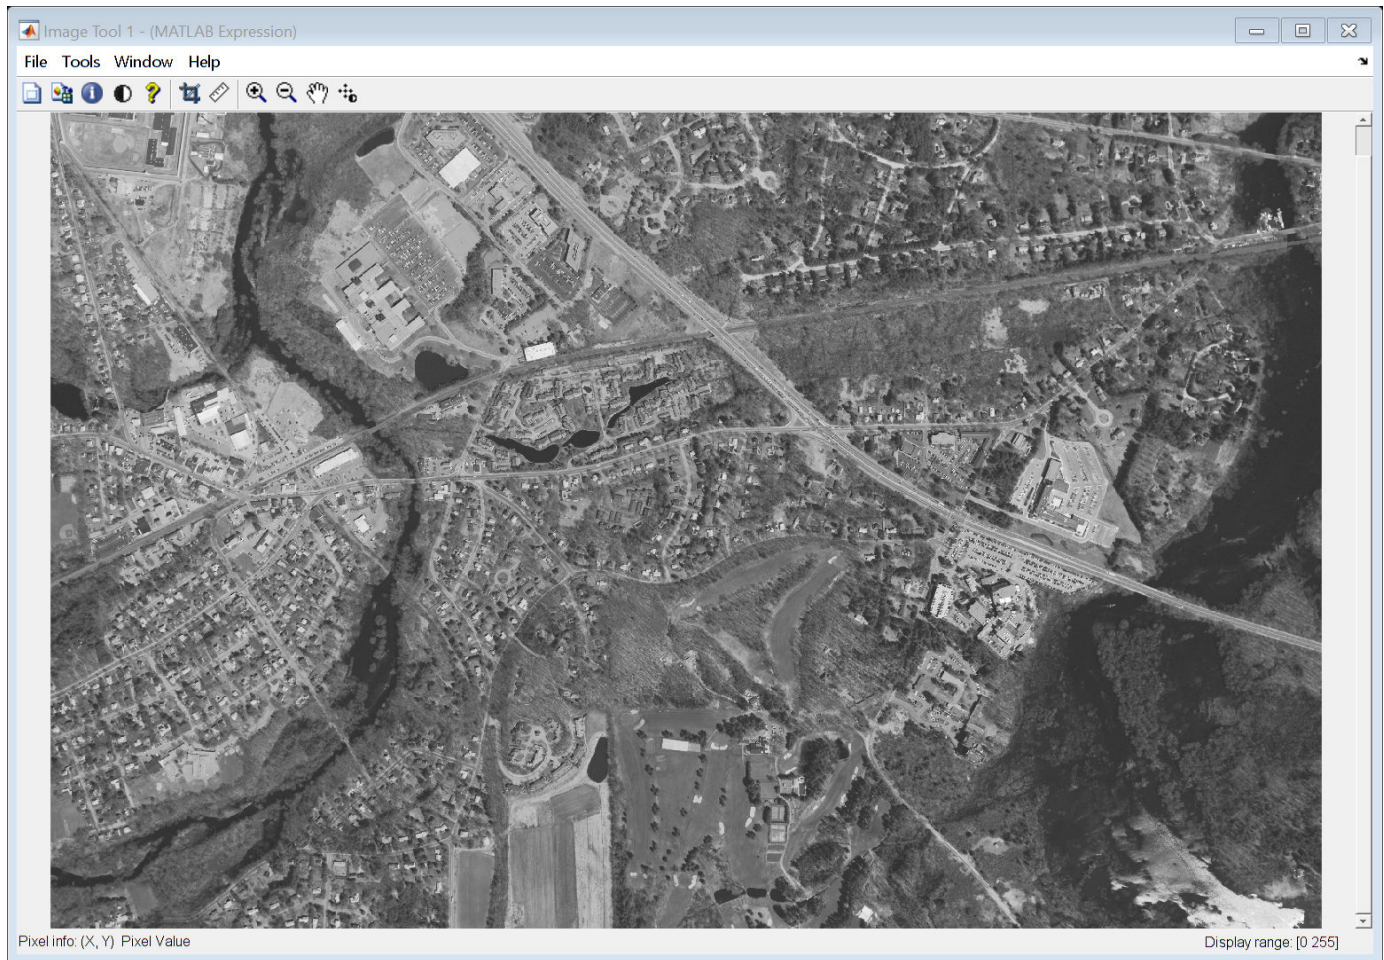 Image Tool 1 - (MATLAB Expression)
File Tools Window Help
Pixel info: (X, Y) Pixel Value
Display range: [0 255]